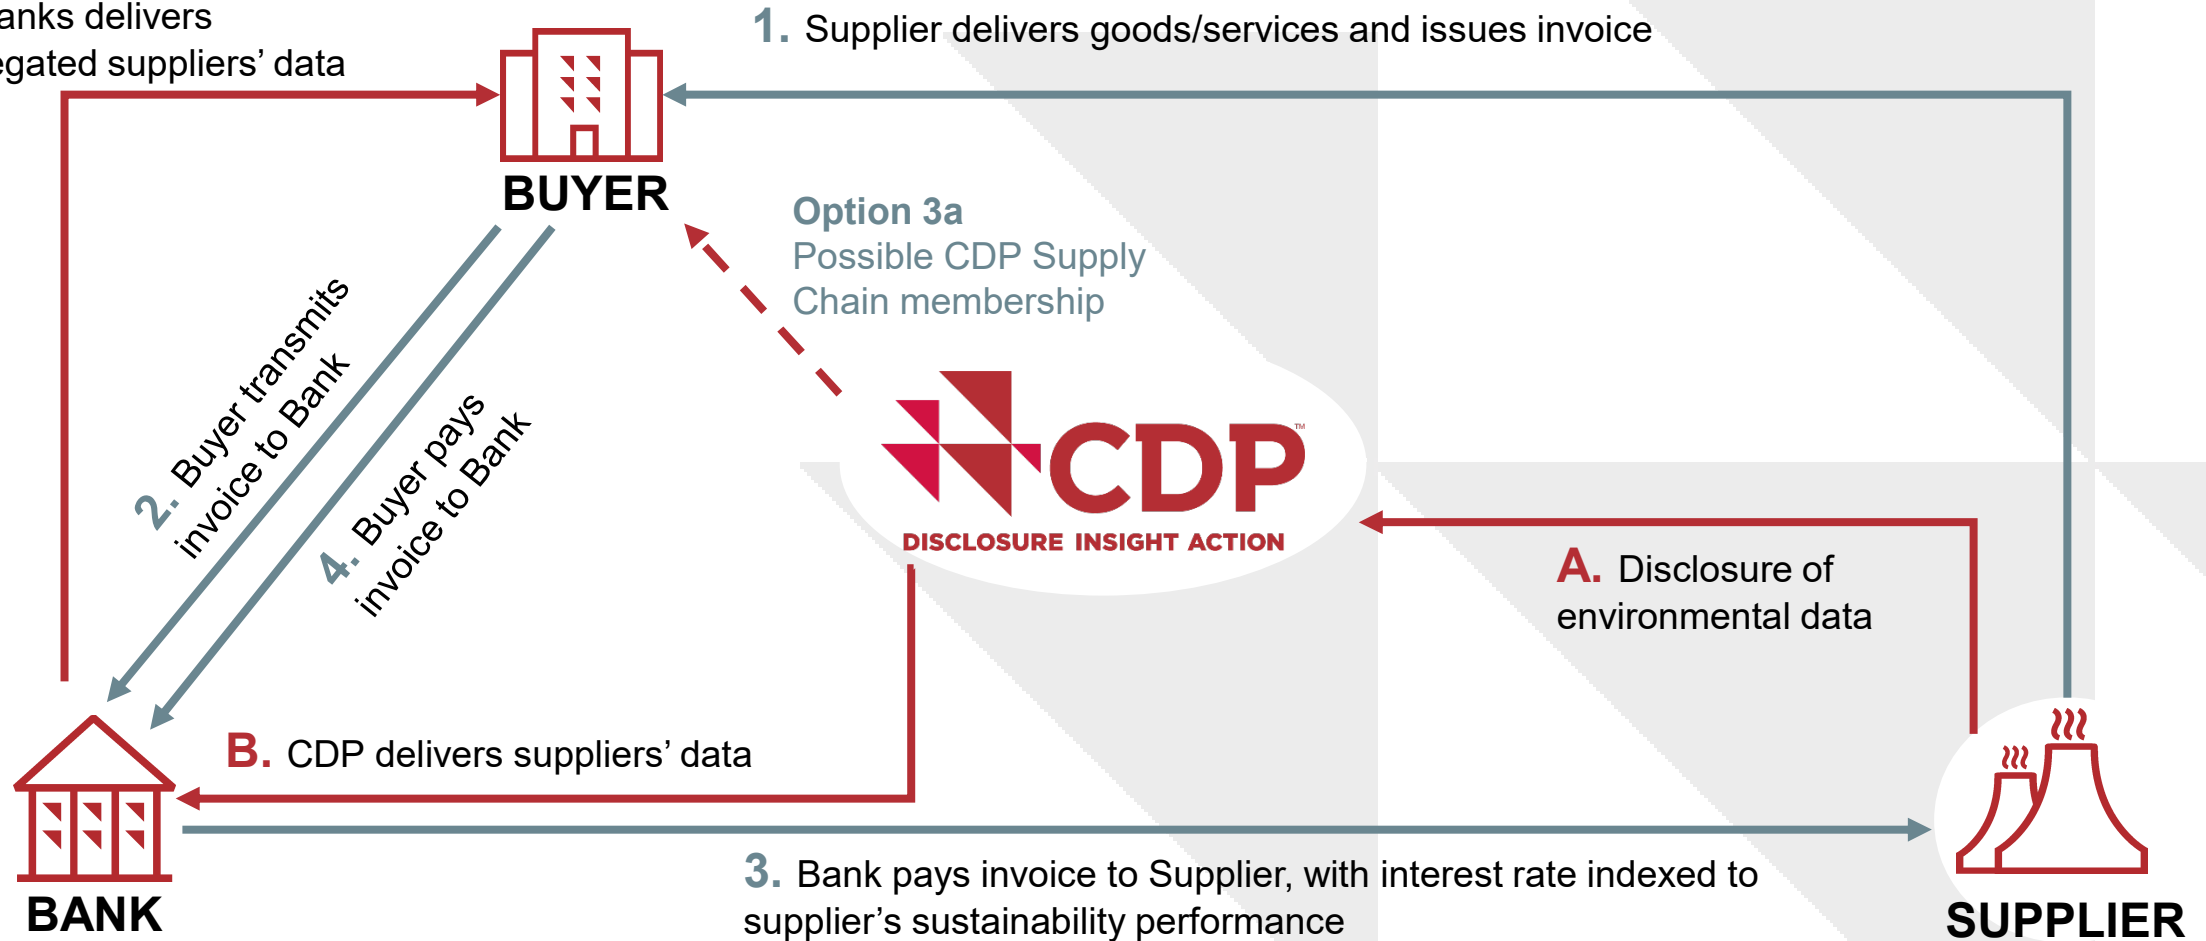 delivers
suppliers’ data
1. Supplier delivers goods/services and issues invoice
BUYER
Option 3a
Possible CDP Supply
Chain membership
2. Buyer transmits
invoice to Bank
4. Buyer pays
invoice to Bank
CDP™
DISCLOSURE INSIGHT ACTION
A. Disclosure of
environmental data
B. CDP delivers suppliers’ data
3. Bank pays invoice to Supplier, with interest rate indexed to
supplier’s sustainability performance
BANK
SUPPLIER